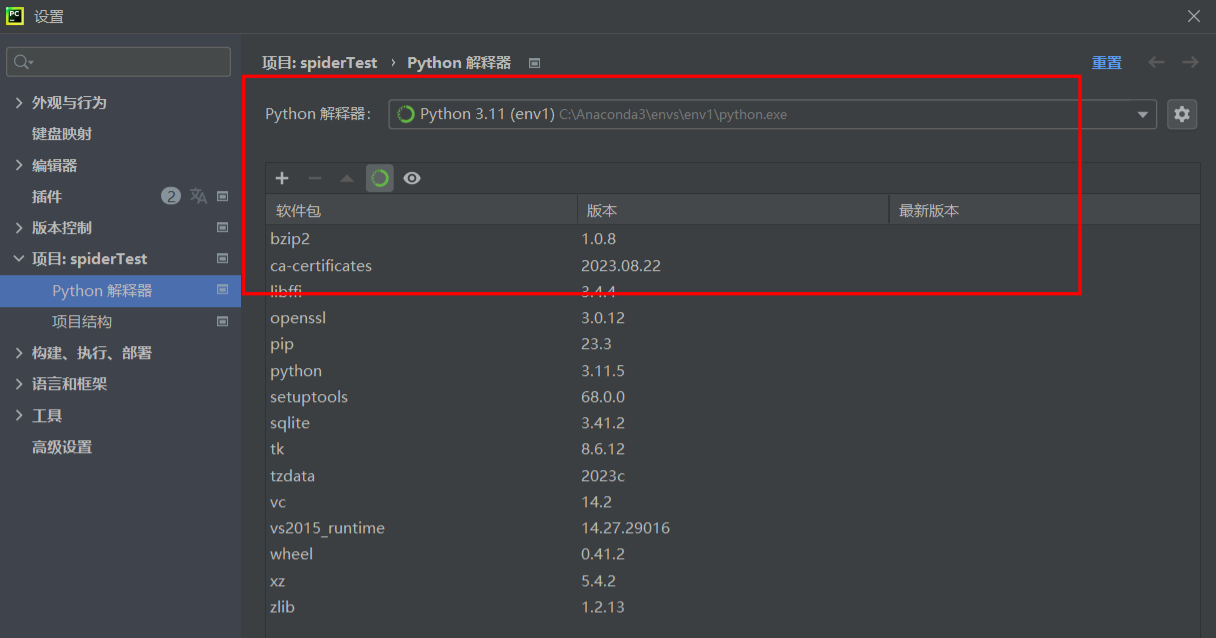 PC
设置
项目: spiderTest › Python 解释器
重置
外观与行为
键盘映射
编辑器
插件
2
版本控制
项目: spiderTest
Python 解释器
项目结构
构建、执行、部署
语言和框架
工具
高级设置
Python 解释器:
Python 3.11 (env1) C:\Anaconda3\envs\env1\python.exe
软件包 版本 最新版本
bzip2 1.0.8
ca-certificates 2023.08.22
libffi 3.4.4
openssl 3.0.12
pip 23.3
python 3.11.5
setuptools 68.0.0
sqlite 3.41.2
tk 8.6.12
tzdata 2023c
vc 14.2
vs2015_runtime 14.27.29016
wheel 0.41.2
xz 5.4.2
zlib 1.2.13